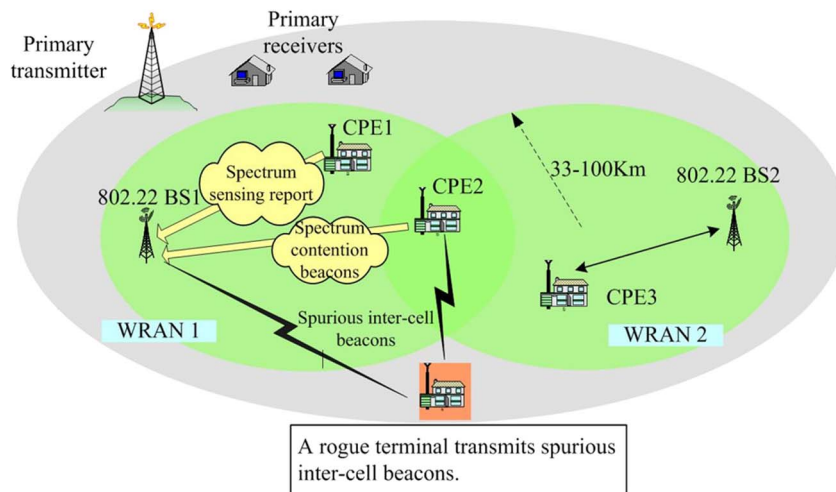 Primary
transmitter
Primary
receivers
CPE1
Spectrum
sensing report
802.22 BS1
CPE2
Spectrum
contention
beacons
33-100Km
802.22 BS2
CPE3
Spurious inter-cell
beacons
WRAN 1
WRAN 2
A rogue terminal transmits spurious
inter-cell beacons.